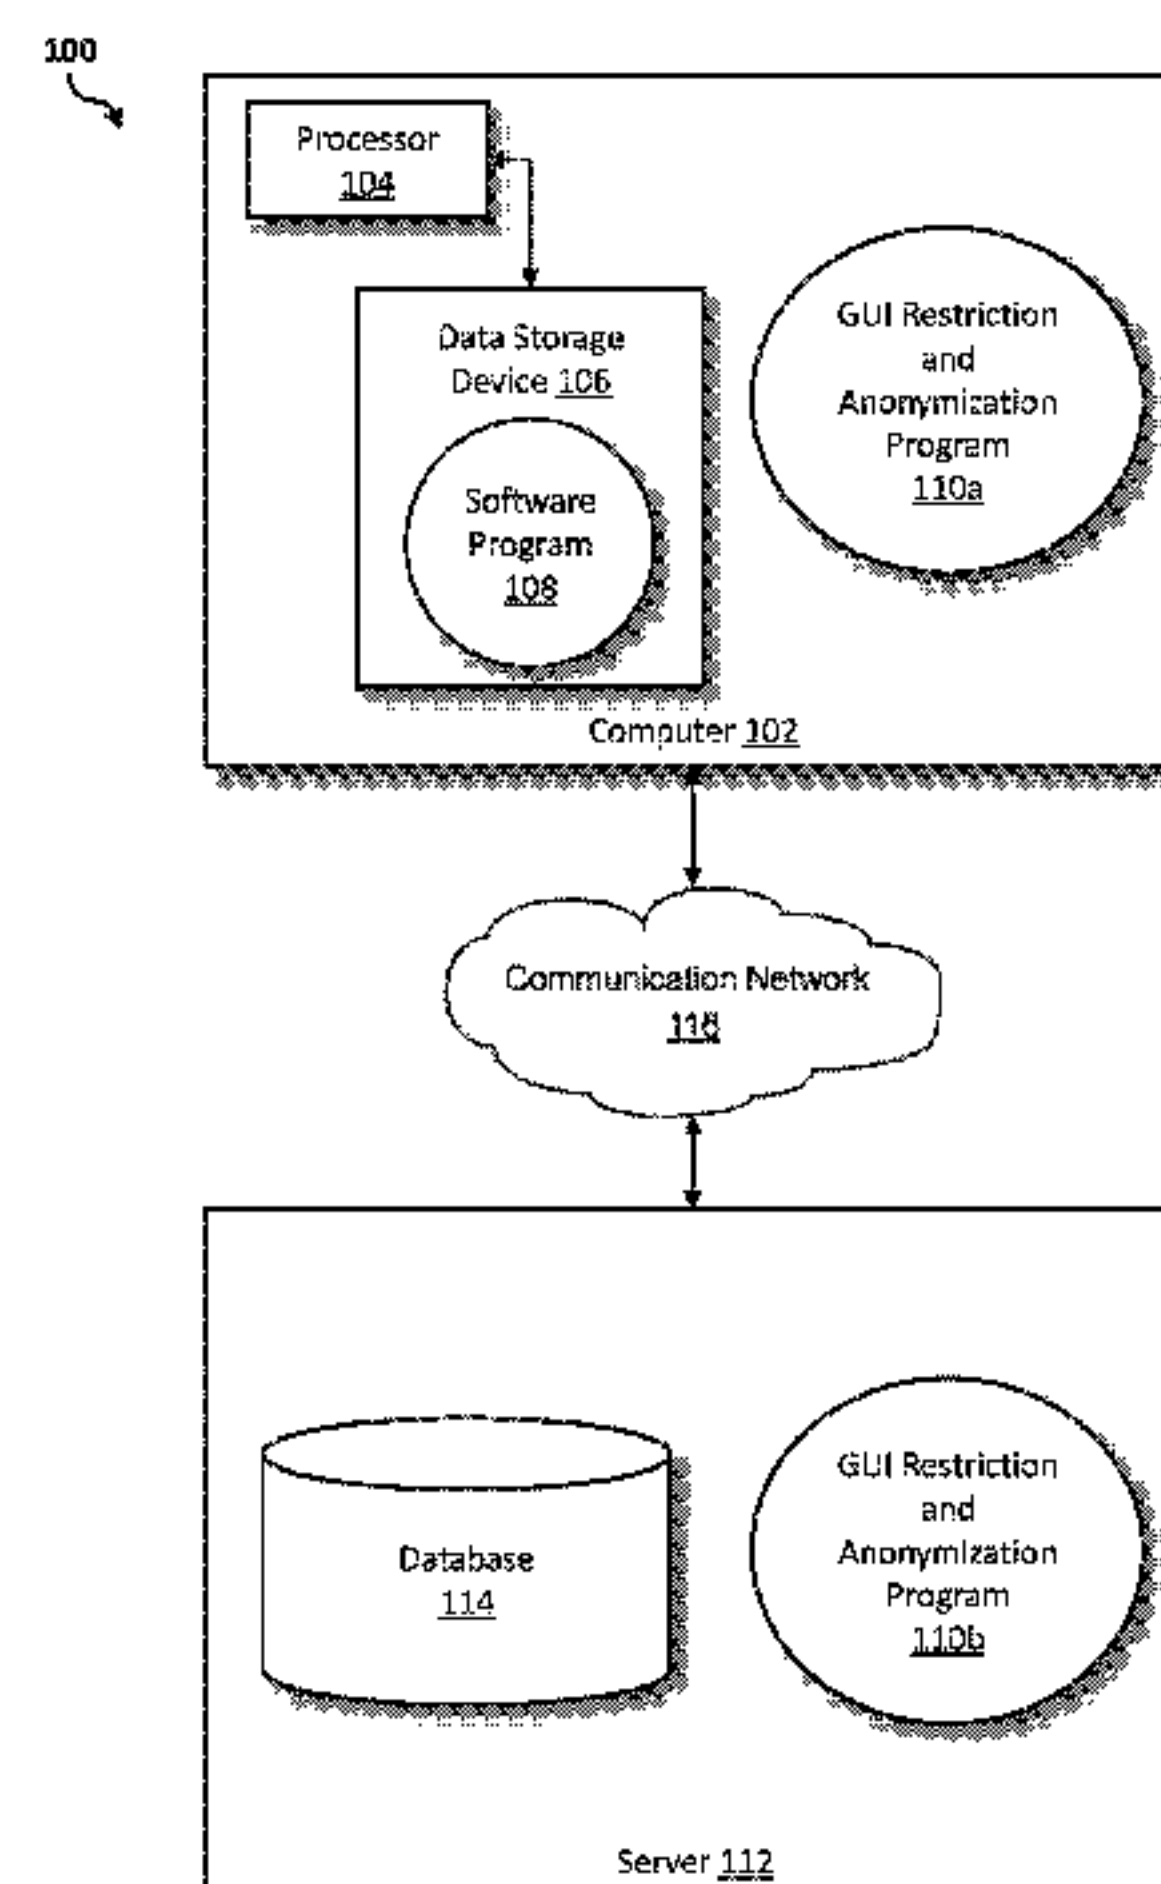 100
Processor
104
Data Storage
Device 106
Software
Program
108
GUI Restriction
and
Anonymization
Program
110a
Computer 102
Communication Network
116
Database
114
GUI Restriction
and
Anonymization
Program
110b
Server 112